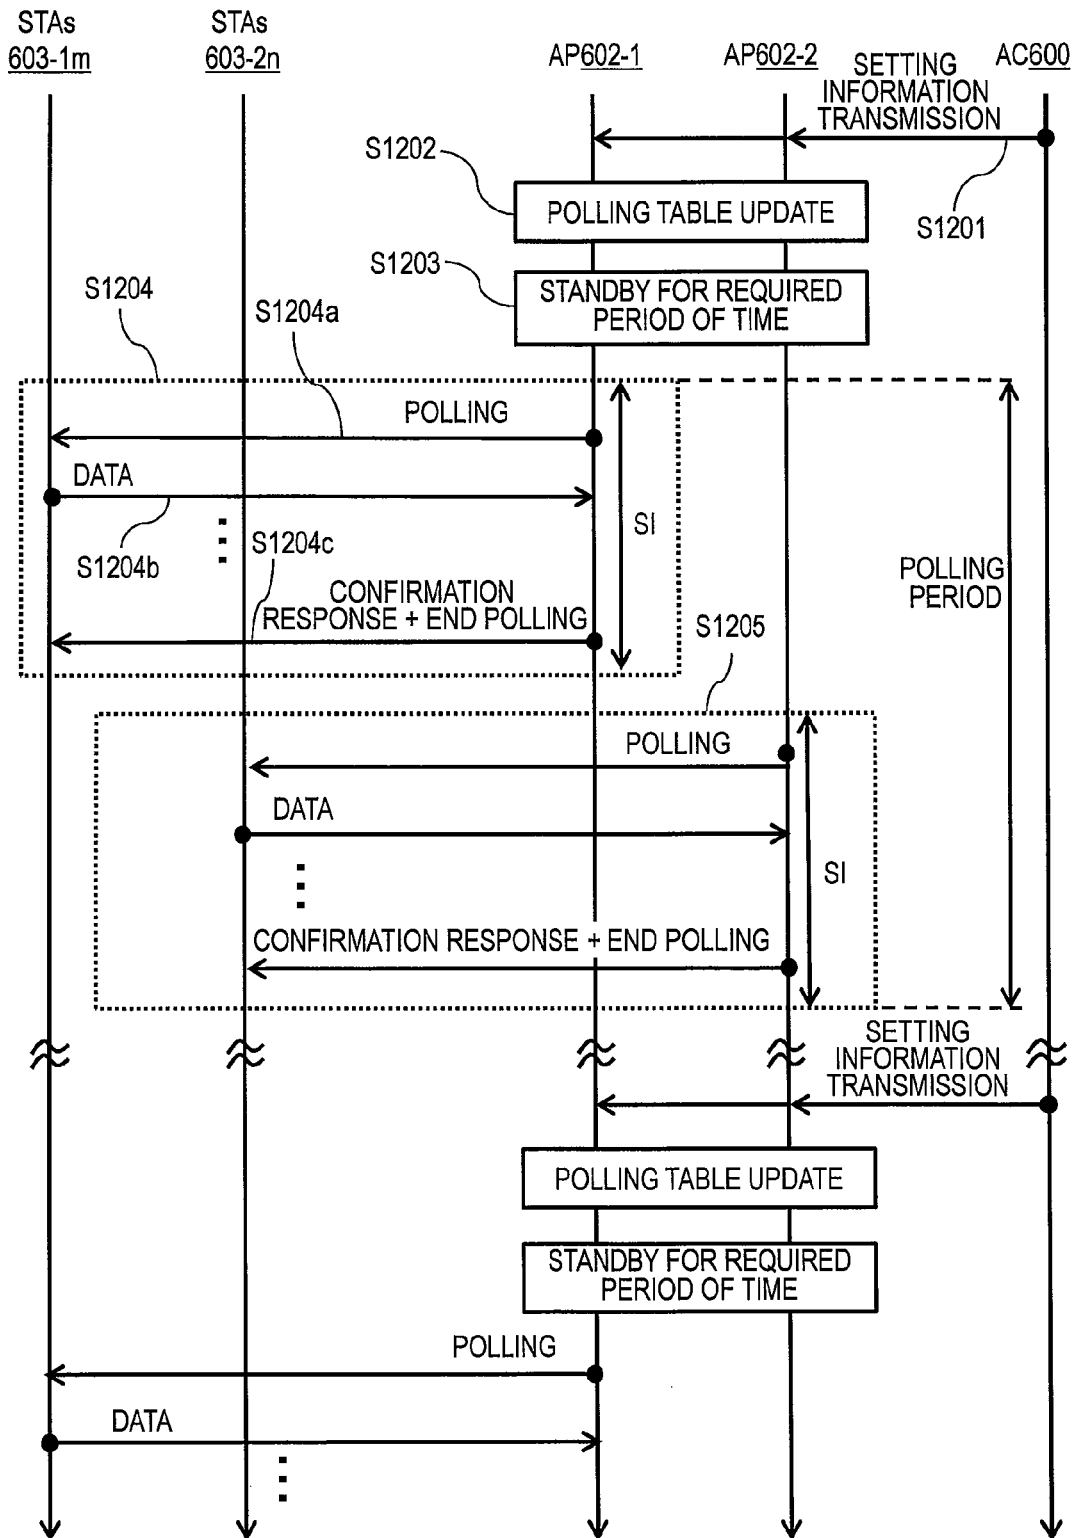 STAs
603-1m
STAs
603-2n
AP602-1
AP602-2
AC600
SETTING
INFORMATION
TRANSMISSION
S1202
POLLING TABLE UPDATE
S1201
S1203
STANDBY FOR REQUIRED
PERIOD OF TIME
S1204
S1204a
POLLING
DATA
SI
S1204b
S1204c
CONFIRMATION
RESPONSE + END POLLING
POLLING
PERIOD
S1205
POLLING
DATA
SI
CONFIRMATION RESPONSE + END POLLING
SETTING
INFORMATION
TRANSMISSION
POLLING TABLE UPDATE
STANDBY FOR REQUIRED
PERIOD OF TIME
POLLING
DATA